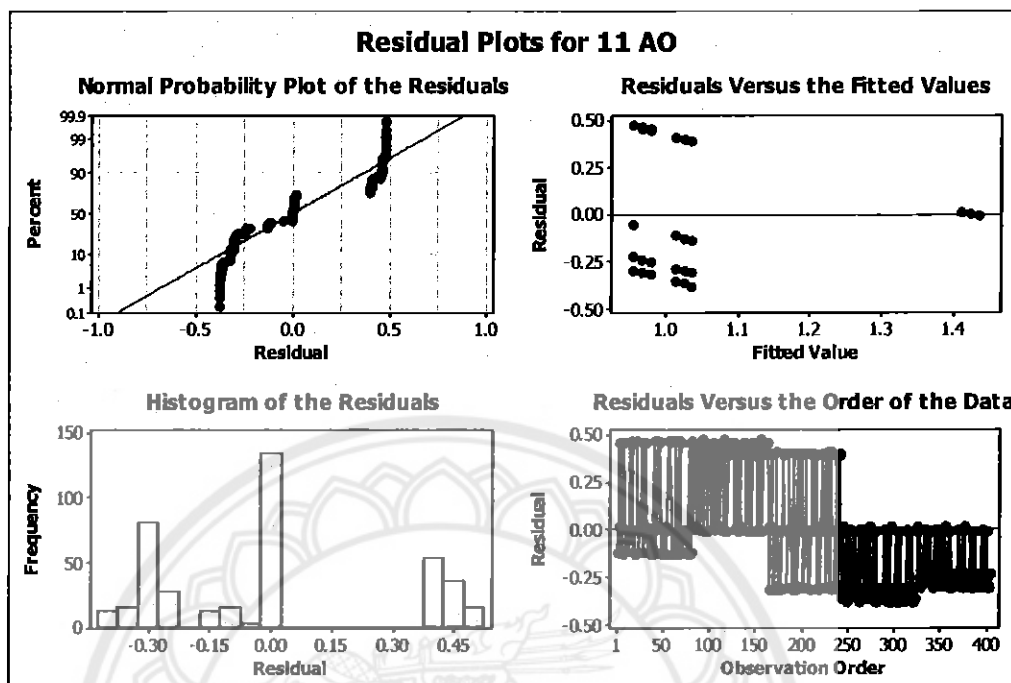 Residual Plots for 11 AO
Normal Probability Plot of the Residuals
99.9
99
90
50
10
1
0.1
Percent
-1.0 -0.5 0.0 0.5 1.0
Residual
Residuals Versus the Fitted Values
0.50
0.25
0.00
-0.25
-0.50
Residual
1.0 1.1 1.2 1.3 1.4
Fitted Value
Histogram of the Residuals
150
100
50
0
Frequency
-0.30 -0.15 0.00 0.15 0.30 0.45
Residual
Residuals Versus the Order of the Data
0.50
0.25
0.00
-0.25
-0.50
Residual
1 50 100 150 200 250 300 350 400
Observation Order